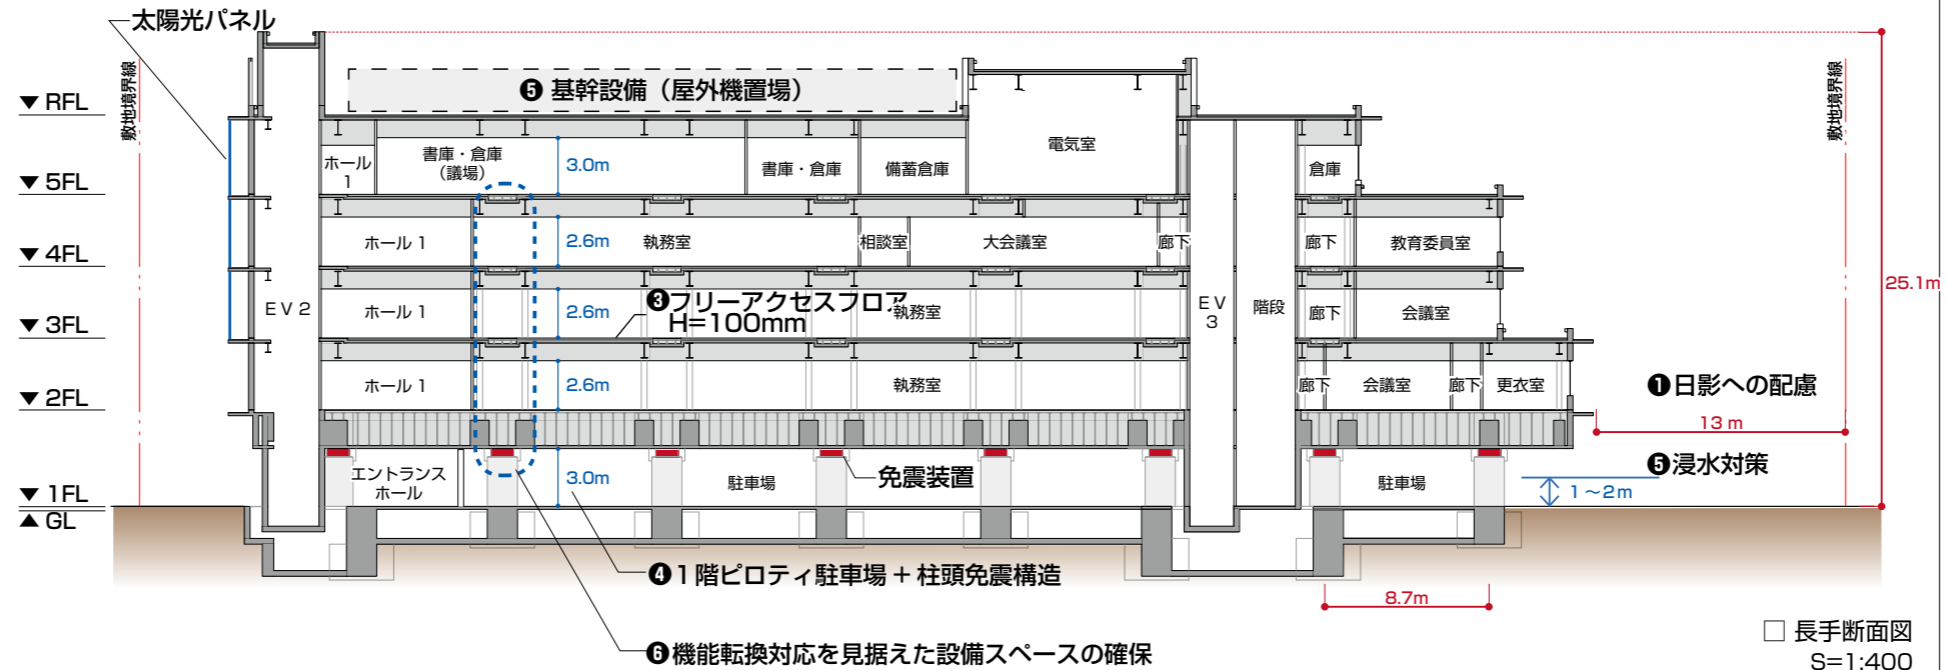 太陽光パネル
敷地境界線
敷地境界線
❺ 基幹設備（屋外機置場）
▼ RFL
電気室
ホール
1
書庫・倉庫
（議場）
3.0m
書庫・倉庫
備蓄倉庫
倉庫
▼ 5FL
ホール 1
2.6m
執務室
相談室
大会議室
廊下
廊下
教育委員室
▼ 4FL
25.1m
EV 2
ホール 1
2.6m
❸フリーアクセスフロア
H=100mm
執務室
EV
3
階段
廊下
会議室
▼ 3FL
ホール 1
2.6m
執務室
廊下
会議室
廊下
更衣室
❶日影への配慮
▼ 2FL
13 m
エントランス
ホール
3.0m
駐車場
免震装置
駐車場
❺浸水対策
1～2m
▼ 1FL
▲ GL
❹1階ピロティ駐車場 + 柱頭免震構造
8.7m
❻機能転換対応を見据えた設備スペースの確保
□ 長手断面図
S=1:400